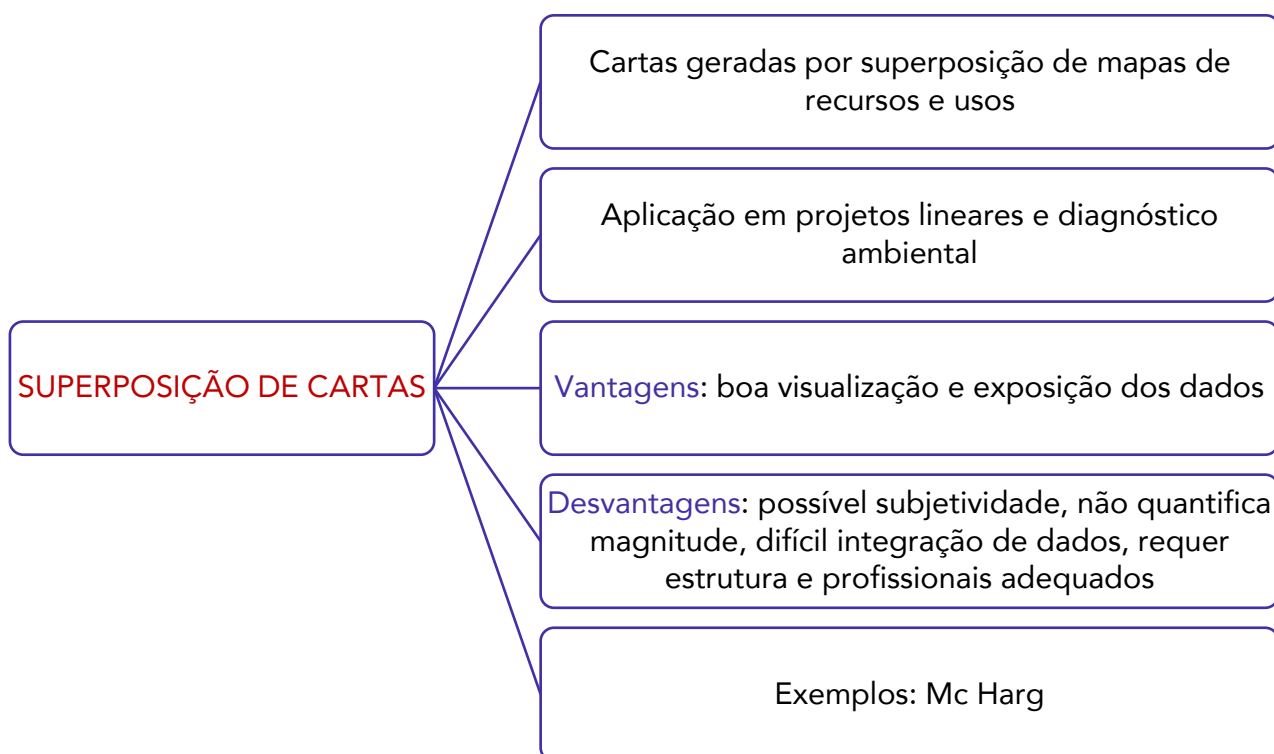 Cartas geradas por superposição de mapas de
recursos e usos
Aplicação em projetos lineares e diagnóstico
ambiental
SUPERPOSIÇÃO DE CARTAS
Vantagens: boa visualização e exposição dos dados
Desvantagens: possível subjetividade, não quantifica
magnitude, difícil integração de dados, requer
estrutura e profissionais adequados
Exemplos: Mc Harg